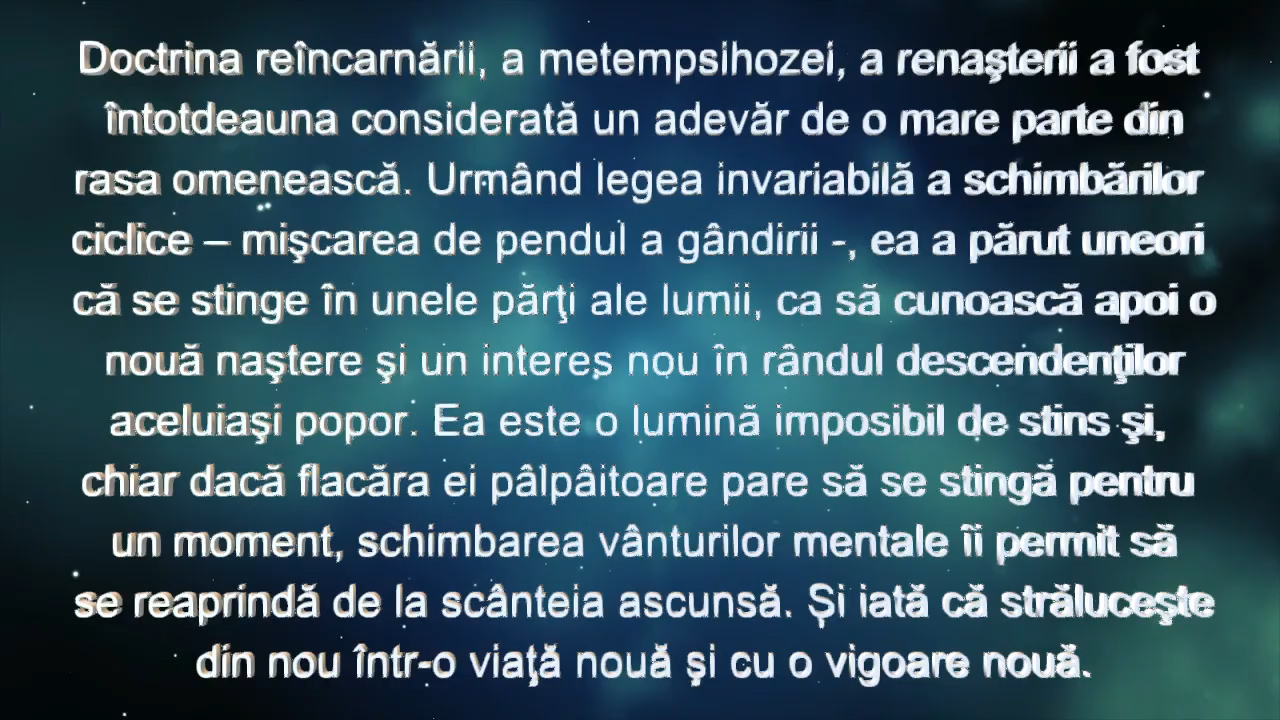 Doctrina reîncarnării, a metempsihozei, a renaşterii a fost
întotdeauna considerată un adevăr de o mare parte din
rasa omenească. Urmând legea invariabilă a schimbărilor
ciclice – mişcarea de pendul a gândirii -, ea a părut uneori
că se stinge în unele părţi ale lumii, ca să cunoască apoi o
nouă naştere şi un interes nou în rândul descendenţilor
aceluiaşi popor. Ea este o lumină imposibil de stins şi,
chiar dacă flacăra ei pâlpâitoare pare să se stingă pentru
un moment, schimbarea vânturilor mentale îi permit să
se reaprindă de la scânteia ascunsă. Şi iată că străluceşte
din nou într-o viaţă nouă şi cu o vigoare nouă.